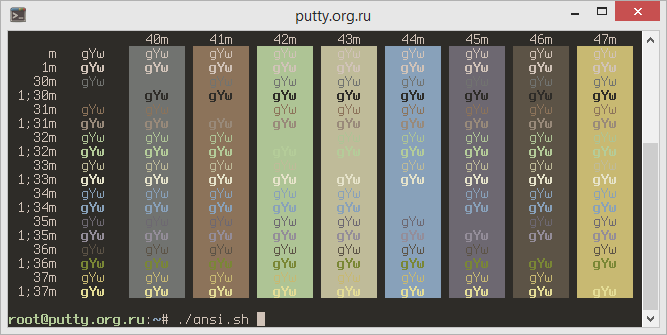 putty.org.ru
40m 41m 42m 43m 44m 45m 46m 47m
m gYw gYw gYw gYw gYw gYw gYw gYw gYw
1m gYw gYw gYw gYw gYw gYw gYw gYw gYw
30m gYw gYw gYw gYw gYw gYw gYw gYw
1;30m gYw gYw gYw gYw gYw gYw gYw gYw
31m gYw gYw gYw gYw gYw gYw gYw gYw
1;31m gYw gYw gYw gYw gYw gYw gYw gYw gYw
32m gYw gYw gYw gYw gYw gYw gYw gYw
1;32m gYw gYw gYw gYw gYw gYw gYw gYw gYw
33m gYw gYw gYw gYw gYw gYw gYw gYw
1;33m gYw gYw gYw gYw gYw gYw gYw gYw gYw
34m gYw gYw gYw gYw gYw gYw gYw gYw
1;34m gYw gYw gYw gYw gYw gYw gYw gYw
35m gYw gYw gYw gYw gYw gYw gYw gYw
1;35m gYw gYw gYw gYw gYw gYw gYw gYw gYw
36m gYw gYw gYw gYw gYw gYw gYw gYw
1;36m gYw gYw gYw gYw gYw gYw gYw gYw gYw
37m gYw gYw gYw gYw gYw gYw gYw gYw
1;37m gYw gYw gYw gYw gYw gYw gYw gYw gYw
root@putty.org.ru:~# ./ansi.sh